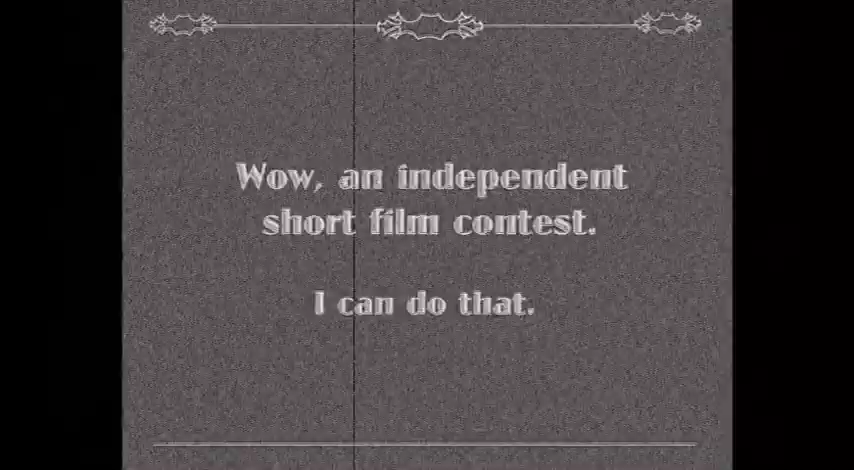 Wow, an independent
short film contest.
I can do that.